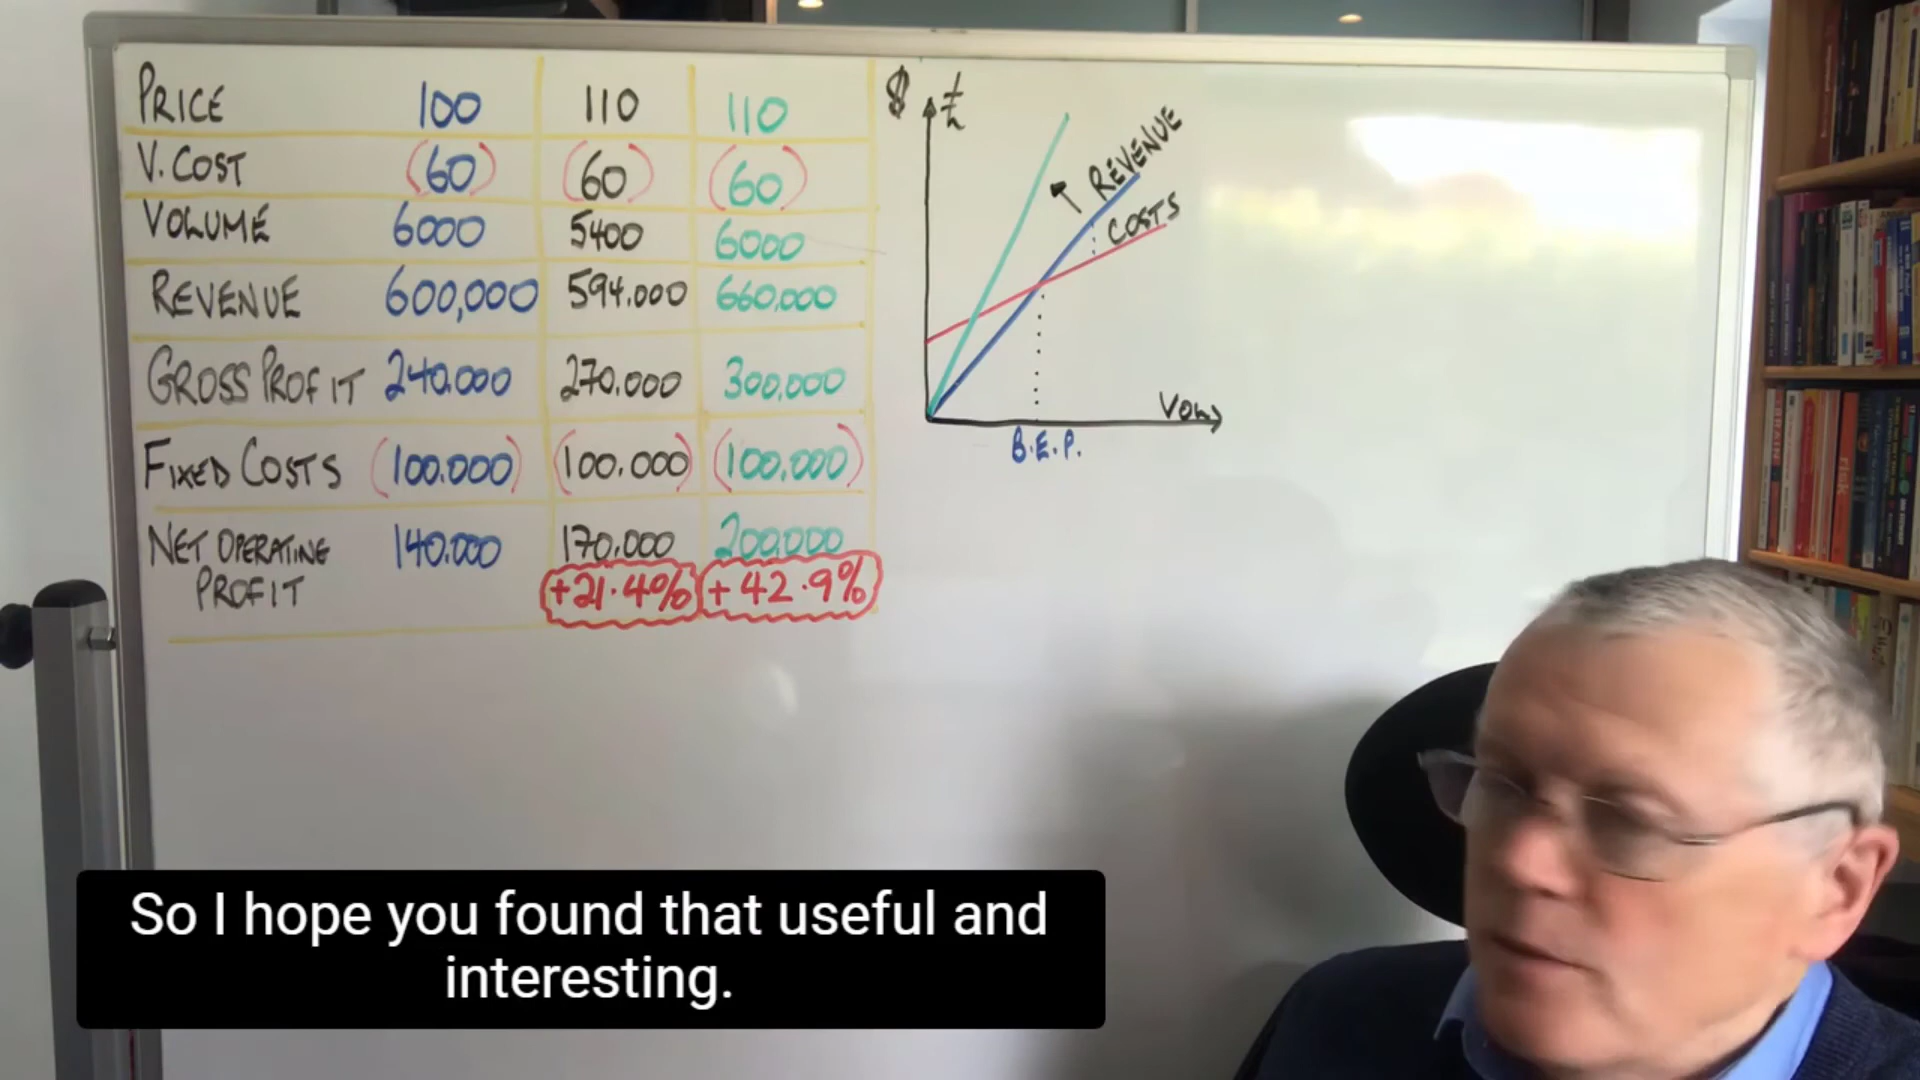 PRICE 100 110 110
V.COST (60) (60) (60)
VOLUME 6000 5400 6000
REVENUE 600,000 594.000 660,000
GROSS PROFIT 240.000 270.000 300,000
FIXED COSTS (100.000) (100.000) (100,000)
NET OPERATING 140.000 170.000 200,000
PROFIT +21.4% +42.9%
$ £
REVENUE
COSTS
VOL
B.E.P.
So I hope you found that useful and
interesting.